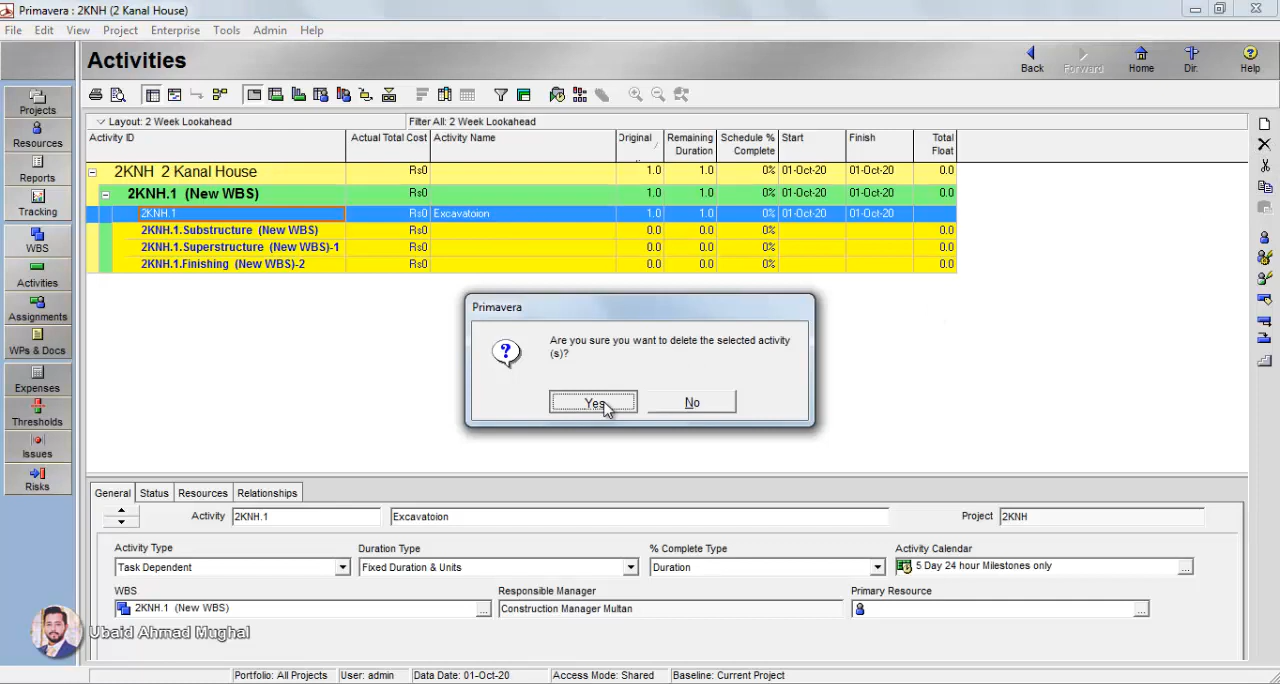 Primavera : 2KNH (2 Kanal House)
File Edit View Project Enterprise Tools Admin Help
Activities
Back Forward Home Dir. Help
Layout: 2 Week Lookahead Filter All: 2 Week Lookahead
Activity ID Actual Total Cost Activity Name Original Remaining Duration Schedule % Complete Start Finish Total Float
2KNH 2 Kanal House Rs0 1.0 1.0 0% 01-Oct-20 01-Oct-20 0.0
2KNH.1 (New WBS) Rs0 1.0 1.0 0% 01-Oct-20 01-Oct-20 0.0
2KNH.1 Rs0 Excavatoion 1.0 1.0 0% 01-Oct-20 01-Oct-20 0.0
2KNH.1.Substructure (New WBS) Rs0 0.0 0.0 0% 0.0
2KNH.1.Superstructure (New WBS)-1 Rs0 0.0 0.0 0% 0.0
2KNH.1.Finishing (New WBS)-2 Rs0 0.0 0.0 0% 0.0
Projects
Resources
Reports
Tracking
WBS
Activities
Assignments
WPs & Docs
Expenses
Thresholds
Issues
Risks
Primavera
Are you sure you want to delete the selected activity
(s)?
Yes No
General Status Resources Relationships
Activity 2KNH.1 Excavatoion Project 2KNH
Activity Type Duration Type % Complete Type Activity Calendar
Task Dependent Fixed Duration & Units Duration 5 Day 24 hour Milestones only
WBS Responsible Manager Primary Resource
2KNH.1 (New WBS) ... Construction Manager Multan ...
Ubaid Ahmad Mughal
Portfolio: All Projects User: admin Data Date: 01-Oct-20 Access Mode: Shared Baseline: Current Project